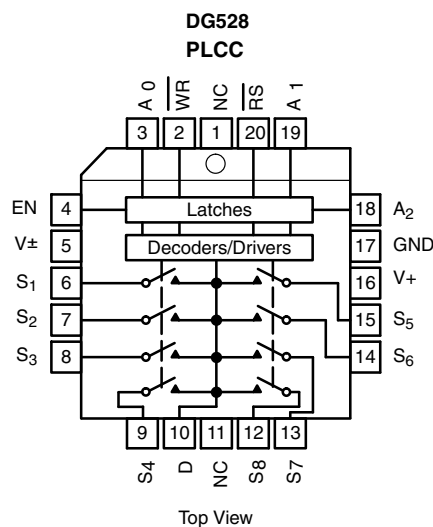 DG528
PLCC
A 0
WR
NC
RS
A 1
3
2
1
20
19
EN
4
Latches
18
A2
V±
5
Decoders/Drivers
17
GND
S1
6
16
V+
S2
7
15
S5
S3
8
14
S6
9
10
11
12
13
S4
D
NC
S8
S7
Top View